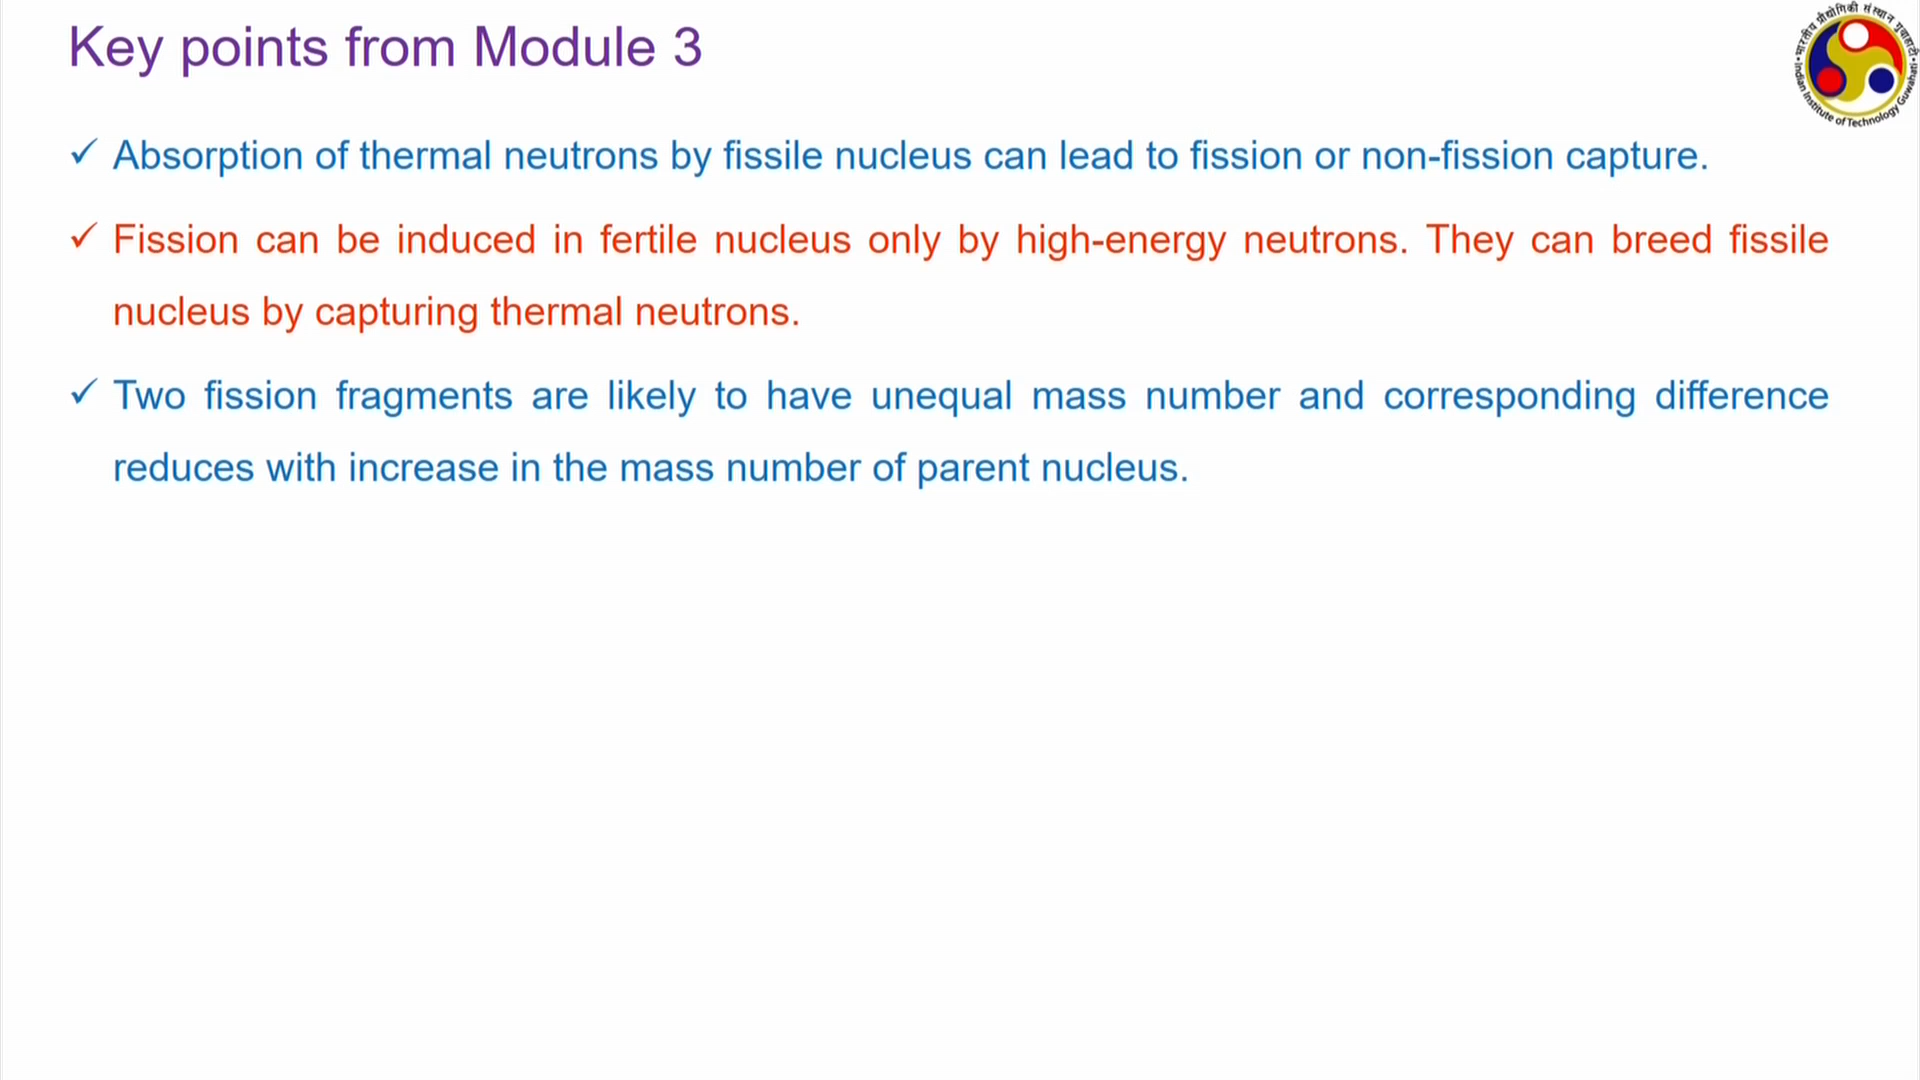 Key points from Module 3
भारतीय प्रौद्योगिकी संस्थान गुवाहाटी
Indian Institute of Technology Guwahati
✓ Absorption of thermal neutrons by fissile nucleus can lead to fission or non-fission capture.
✓ Fission can be induced in fertile nucleus only by high-energy neutrons. They can breed fissile
nucleus by capturing thermal neutrons.
✓ Two fission fragments are likely to have unequal mass number and corresponding difference
reduces with increase in the mass number of parent nucleus.